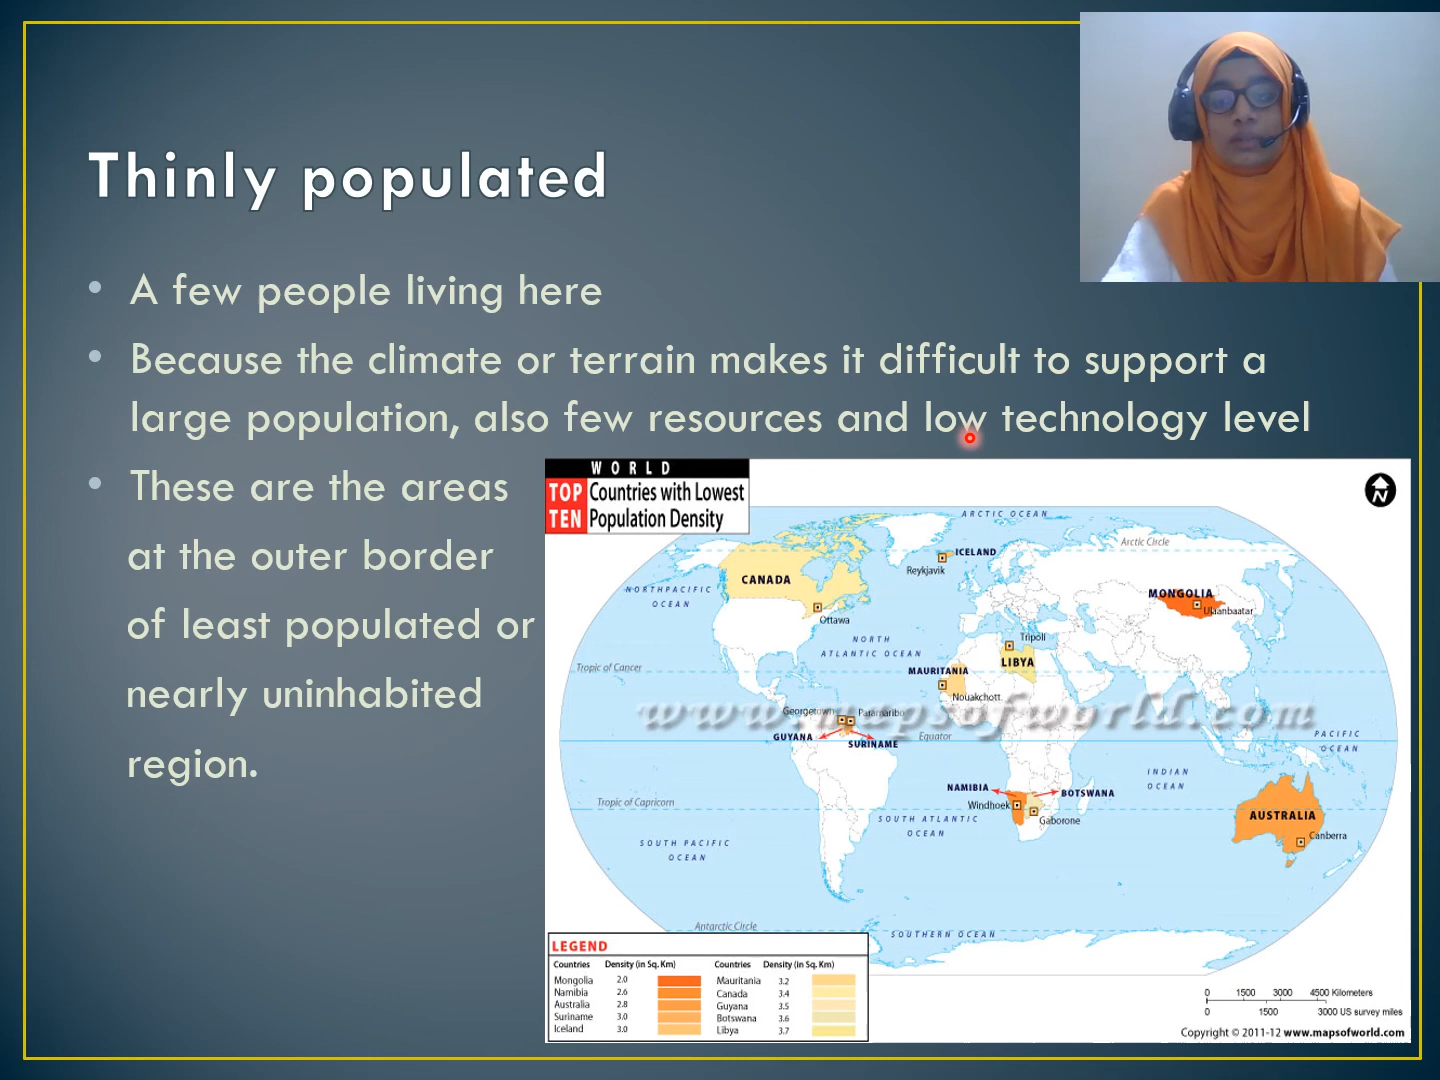 Thinly populated
• A few people living here
• Because the climate or terrain makes it difficult to support a
large population, also few resources and low technology level
• These are the areas
at the outer border
of least populated or
nearly uninhabited
region.
WORLD
TOP TEN Countries with Lowest Population Density
N
ARCTIC OCEAN
Arctic Circle
ICELAND
Reykjavik
CANADA
NORTHPACIFIC
OCEAN
Ottawa
MONGOLIA
Ulaanbaatar
NORTH
ATLANTIC OCEAN
Tripoli
LIBYA
Tropic of Cancer
MAURITANIA
Nouakchott
www.mapsofworld.com
Georgetown
Paramaribo
GUYANA
SURINAME
Equator
PACIFIC
OCEAN
INDIAN
OCEAN
NAMIBIA
BOTSWANA
Windhoek
Gaborone
Tropic of Capricorn
SOUTH ATLANTIC
OCEAN
AUSTRALIA
Canberra
SOUTH PACIFIC
OCEAN
Antarctic Circle
SOUTHERN OCEAN
LEGEND
Countries Density (in Sq. Km) Countries Density (in Sq. Km)
Mongolia 2.0 Mauritania 3.2
Namibia 2.6 Canada 3.4
Australia 2.8 Guyana 3.5
Suriname 3.0 Botswana 3.6
Iceland 3.0 Libya 3.7
0 1500 3000 4500 Kilometers
0 1500 3000 US survey miles
Copyright © 2011-12 www.mapsofworld.com